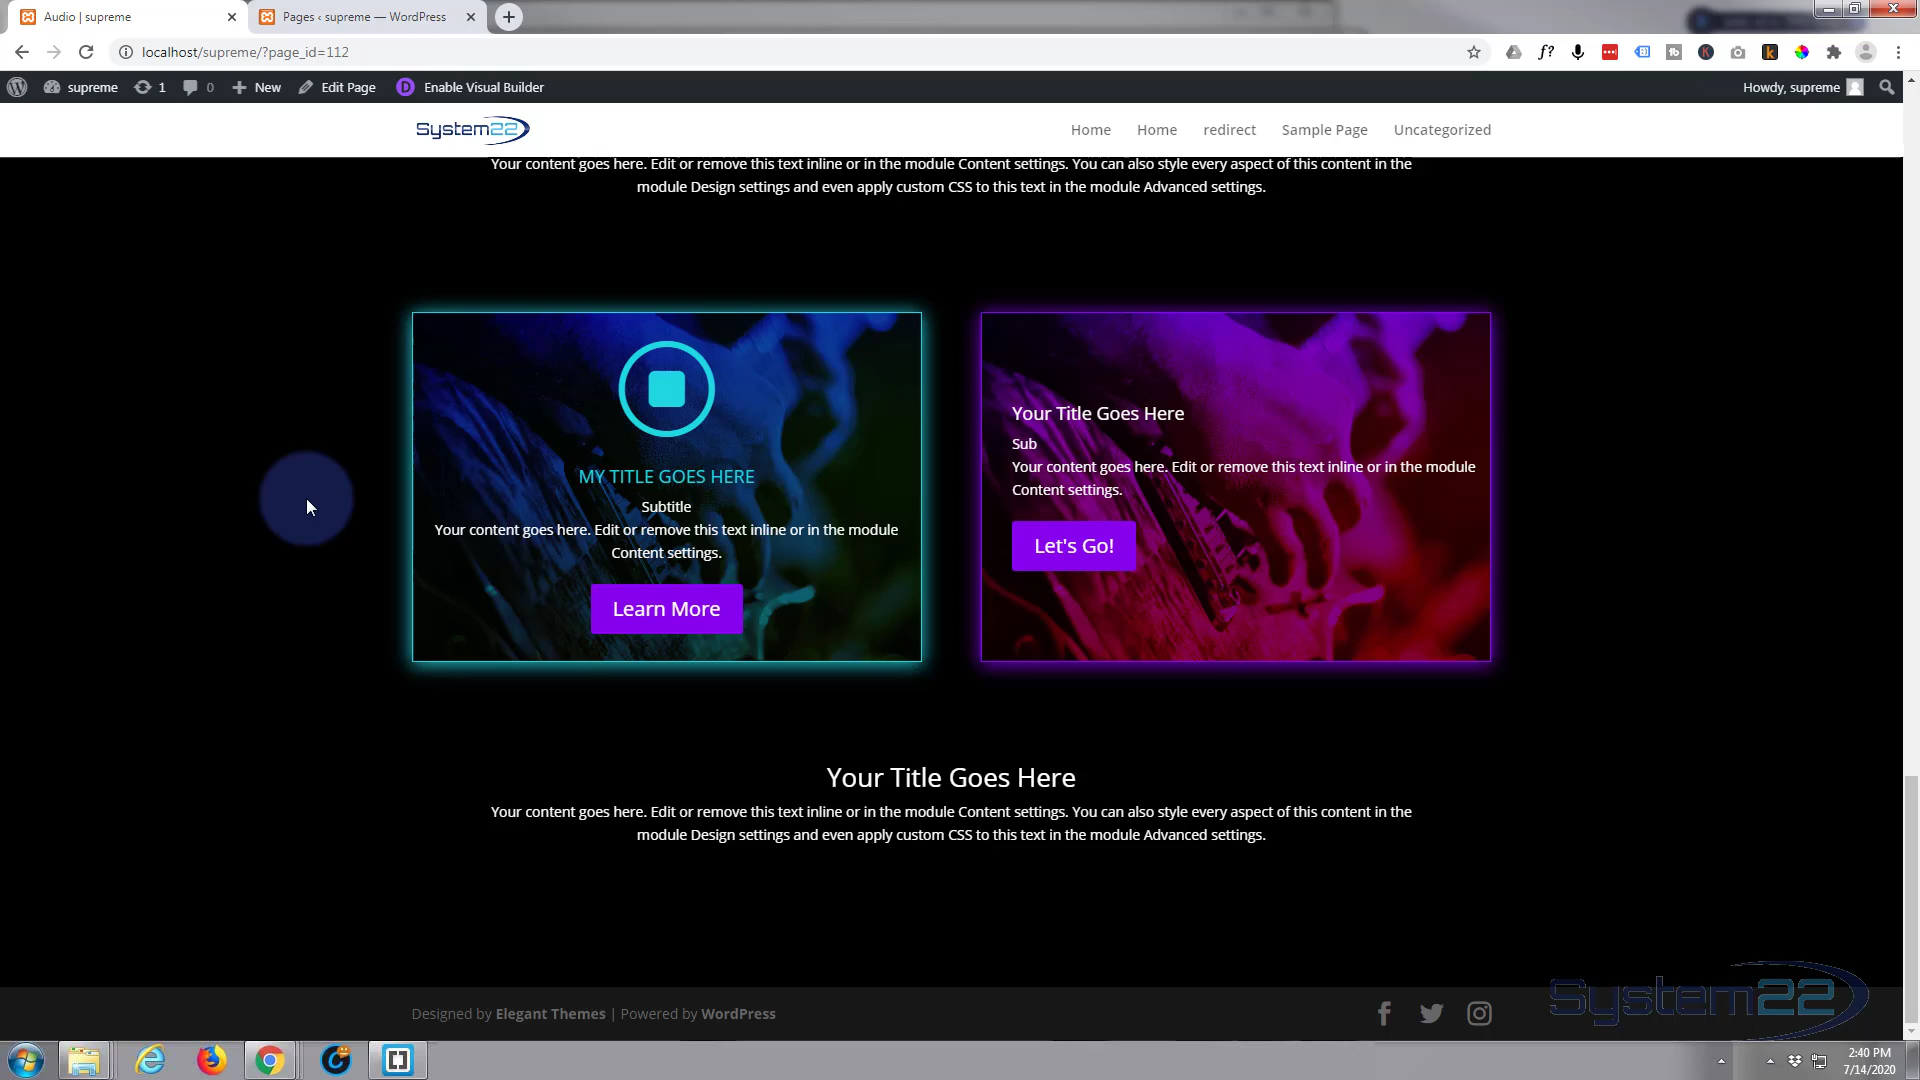 Audio | supreme
Pages ‹ supreme — WordPress
localhost/supreme/?page_id=112
supreme 1 0 New Edit Page Enable Visual Builder Howdy, supreme
System22 Home Home redirect Sample Page Uncategorized
Your content goes here. Edit or remove this text inline or in the module Content settings. You can also style every aspect of this content in the
module Design settings and even apply custom CSS to this text in the module Advanced settings.
MY TITLE GOES HERE
Subtitle
Your content goes here. Edit or remove this text inline or in the module
Content settings.
Learn More
Your Title Goes Here
Sub
Your content goes here. Edit or remove this text inline or in the module
Content settings.
Let's Go!
Your Title Goes Here
Your content goes here. Edit or remove this text inline or in the module Content settings. You can also style every aspect of this content in the
module Design settings and even apply custom CSS to this text in the module Advanced settings.
Designed by Elegant Themes | Powered by WordPress
System22
2:40 PM
7/14/2020